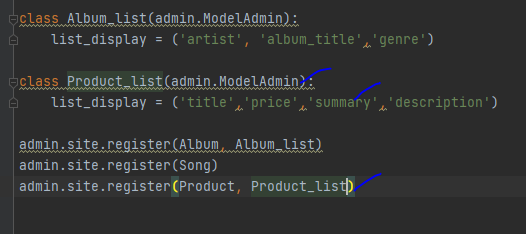 class Album_list(admin.ModelAdmin):
list_display = ('artist', 'album_title','genre')
class Product_list(admin.ModelAdmin):
list_display = ('title','price','summary','description')
admin.site.register(Album, Album_list)
admin.site.register(Song)
admin.site.register(Product, Product_list)